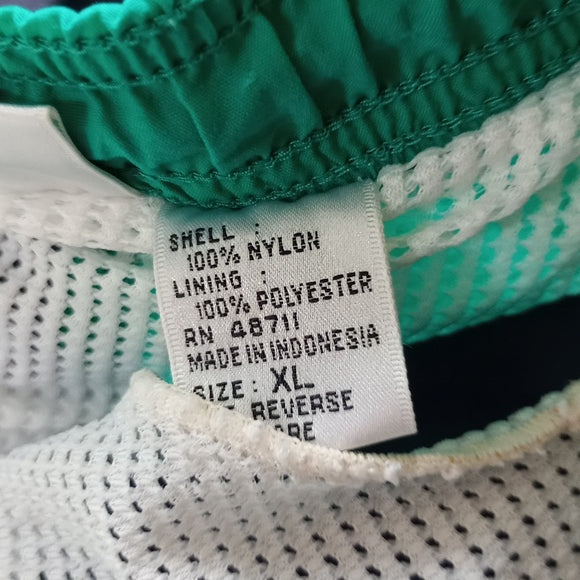 SHELL :
100% NYLON
LINING :
100% POLYESTER
RN 48711
MADE IN INDONESIA
SIZE : XL
REVERSE